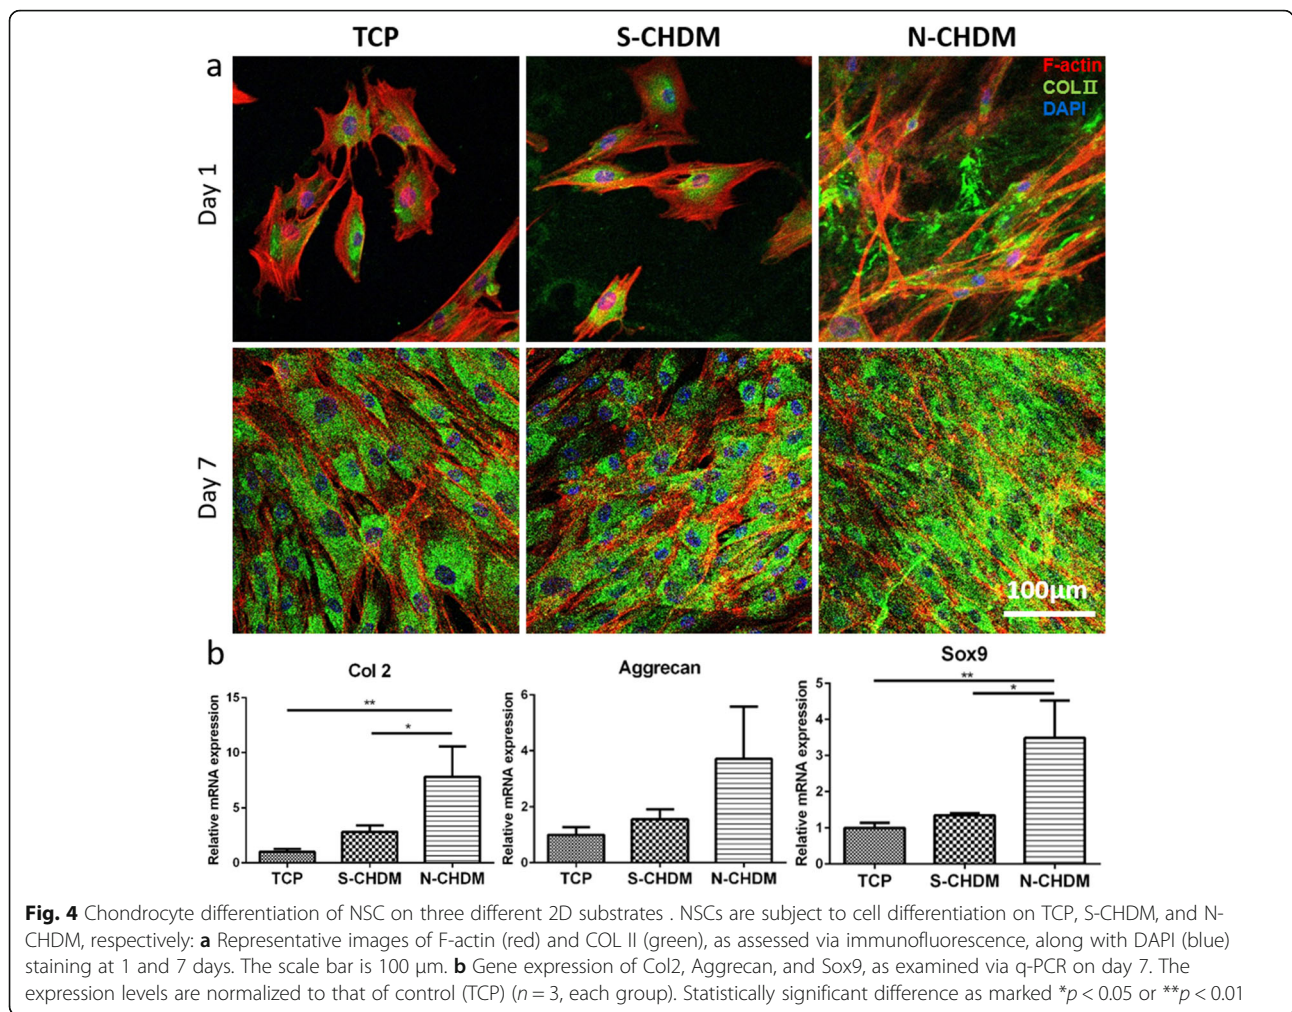 TCP S-CHDM N-CHDM
a
F-actin
COLⅡ
DAPI
Day 1
Day 7
100μm
b
Col 2
Relative mRNA expression
15
10
5
0
**
*
TCP S-CHDM N-CHDM
Aggrecan
Relative mRNA expression
6
4
2
0
TCP S-CHDM N-CHDM
Sox9
Relative mRNA expression
5
4
3
2
1
0
**
*
TCP S-CHDM N-CHDM
Fig. 4 Chondrocyte differentiation of NSC on three different 2D substrates . NSCs are subject to cell differentiation on TCP, S-CHDM, and N-
CHDM, respectively: a Representative images of F-actin (red) and COL II (green), as assessed via immunofluorescence, along with DAPI (blue)
staining at 1 and 7 days. The scale bar is 100 μm. b Gene expression of Col2, Aggrecan, and Sox9, as examined via q-PCR on day 7. The
expression levels are normalized to that of control (TCP) (n = 3, each group). Statistically significant difference as marked *p < 0.05 or **p < 0.01